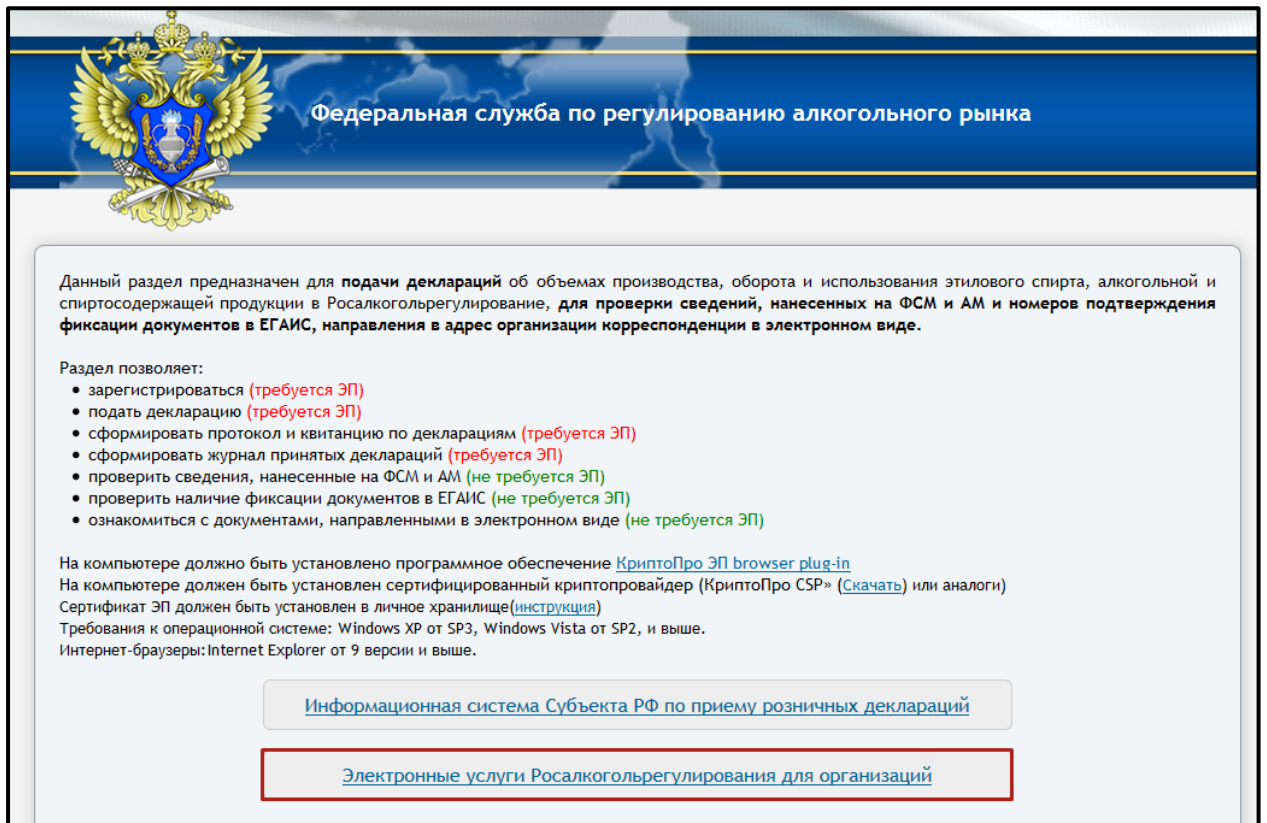 Федеральная служба по регулированию алкогольного рынка
Данный раздел предназначен для подачи деклараций об объемах производства, оборота и использования этилового спирта, алкогольной и
спиртосодержащей продукции в Росалкогольрегулирование, для проверки сведений, нанесенных на ФСМ и АМ и номеров подтверждения
фиксации документов в ЕГАИС, направления в адрес организации корреспонденции в электронном виде.
Раздел позволяет:
• зарегистрироваться (требуется ЭП)
• подать декларацию (требуется ЭП)
• сформировать протокол и квитанцию по декларациям (требуется ЭП)
• сформировать журнал принятых деклараций (требуется ЭП)
• проверить сведения, нанесенные на ФСМ и АМ (не требуется ЭП)
• проверить наличие фиксации документов в ЕГАИС (не требуется ЭП)
• ознакомиться с документами, направленными в электронном виде (не требуется ЭП)
На компьютере должно быть установлено программное обеспечение КриптоПро ЭП browser plug-in
На компьютере должен быть установлен сертифицированный криптопровайдер (КриптоПро CSP» (Скачать) или аналоги)
Сертификат ЭП должен быть установлен в личное хранилище(инструкция)
Требования к операционной системе: Windows XP от SP3, Windows Vista от SP2, и выше.
Интернет-браузеры:Internet Explorer от 9 версии и выше.
Информационная система Субъекта РФ по приему розничных деклараций
Электронные услуги Росалкогольрегулирования для организаций